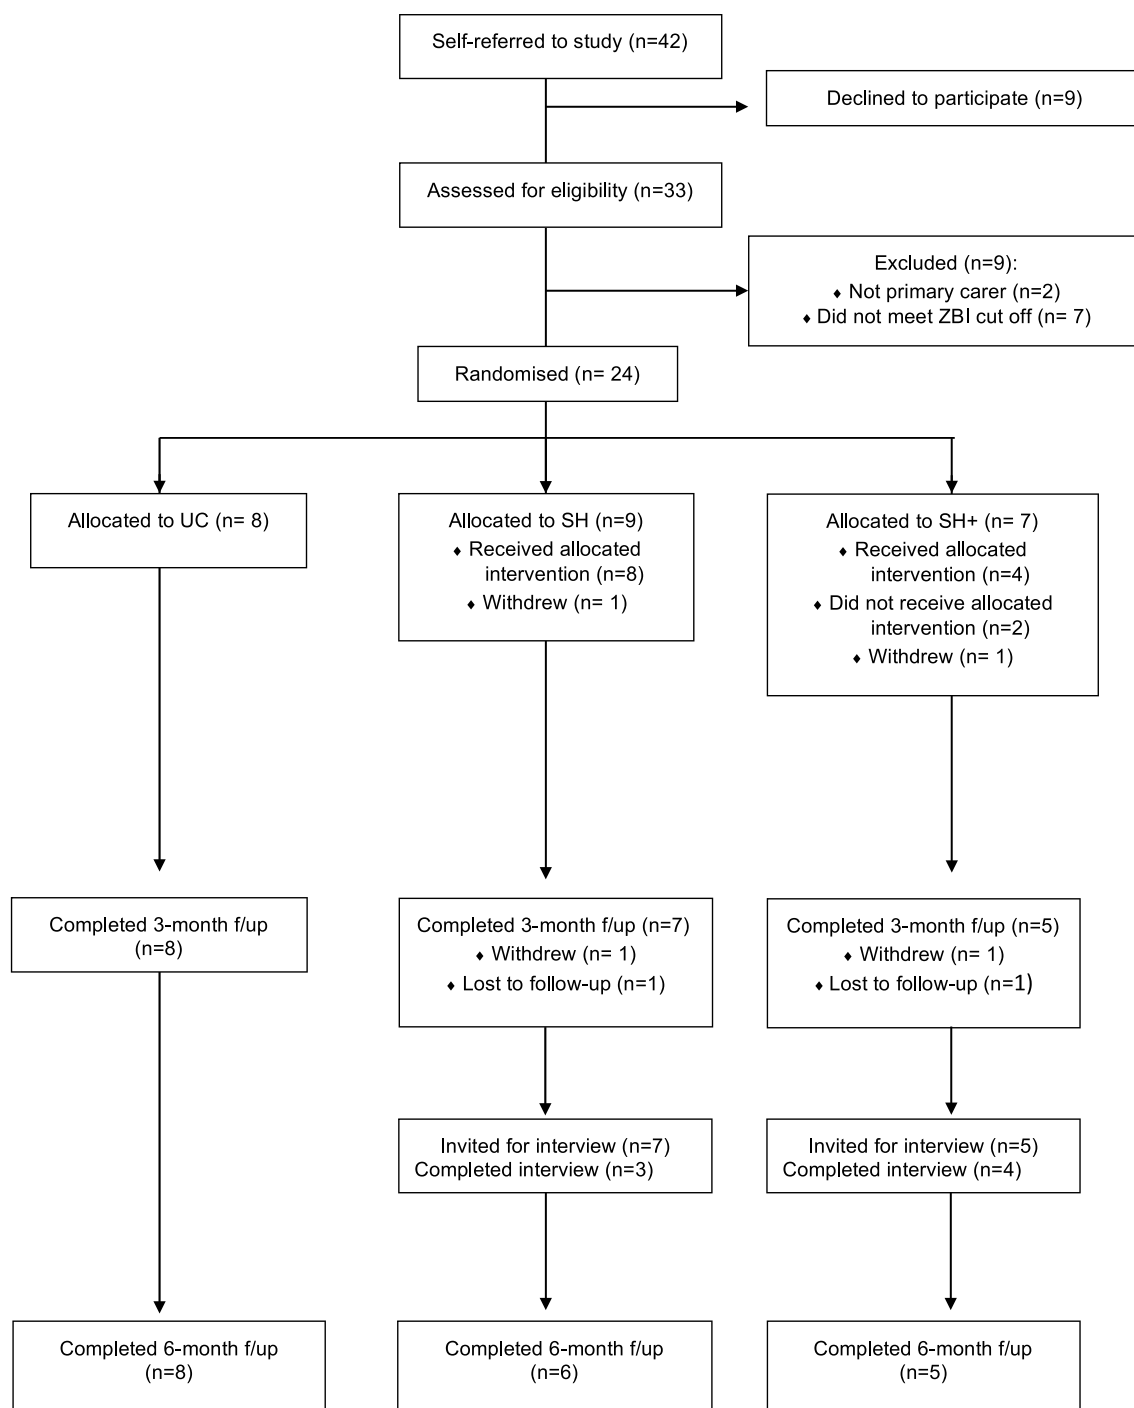 Self-referred to study (n=42)
Declined to participate (n=9)
Assessed for eligibility (n=33)
Excluded (n=9):
♦ Not primary carer (n=2)
♦ Did not meet ZBI cut off (n= 7)
Randomised (n= 24)
Allocated to UC (n= 8)
Allocated to SH (n=9)
♦ Received allocated
intervention (n=8)
♦ Withdrew (n= 1)
Allocated to SH+ (n= 7)
♦ Received allocated
intervention (n=4)
♦ Did not receive allocated
intervention (n=2)
♦ Withdrew (n= 1)
Completed 3-month f/up
(n=8)
Completed 3-month f/up (n=7)
♦ Withdrew (n= 1)
♦ Lost to follow-up (n=1)
Completed 3-month f/up (n=5)
♦ Withdrew (n= 1)
♦ Lost to follow-up (n=1)
Invited for interview (n=7)
Completed interview (n=3)
Invited for interview (n=5)
Completed interview (n=4)
Completed 6-month f/up
(n=8)
Completed 6-month f/up
(n=6)
Completed 6-month f/up
(n=5)